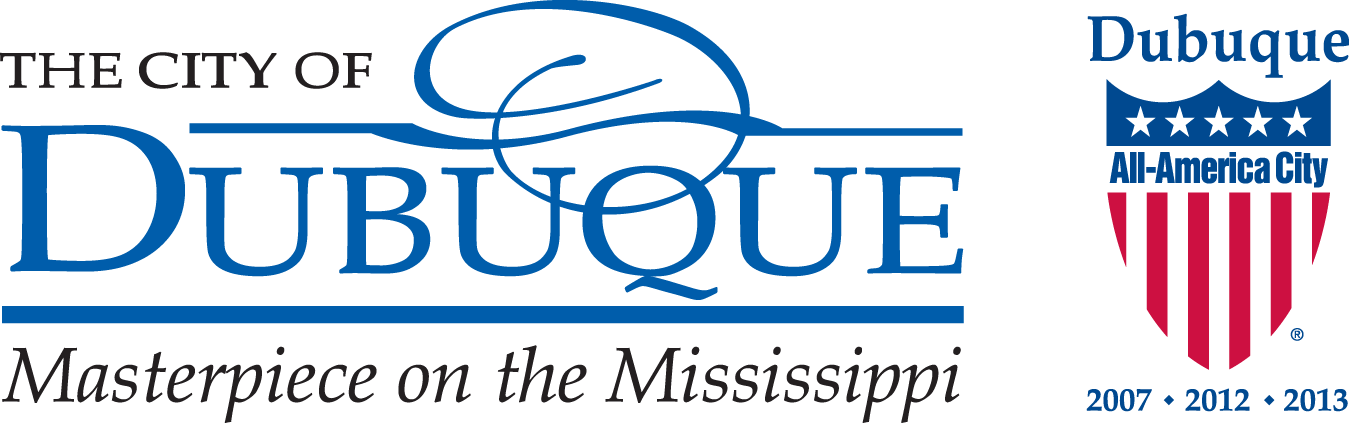 THE CITY OF
DUBUQUE
Masterpiece on the Mississippi
Dubuque
All-America City
®
2007 • 2012 • 2013